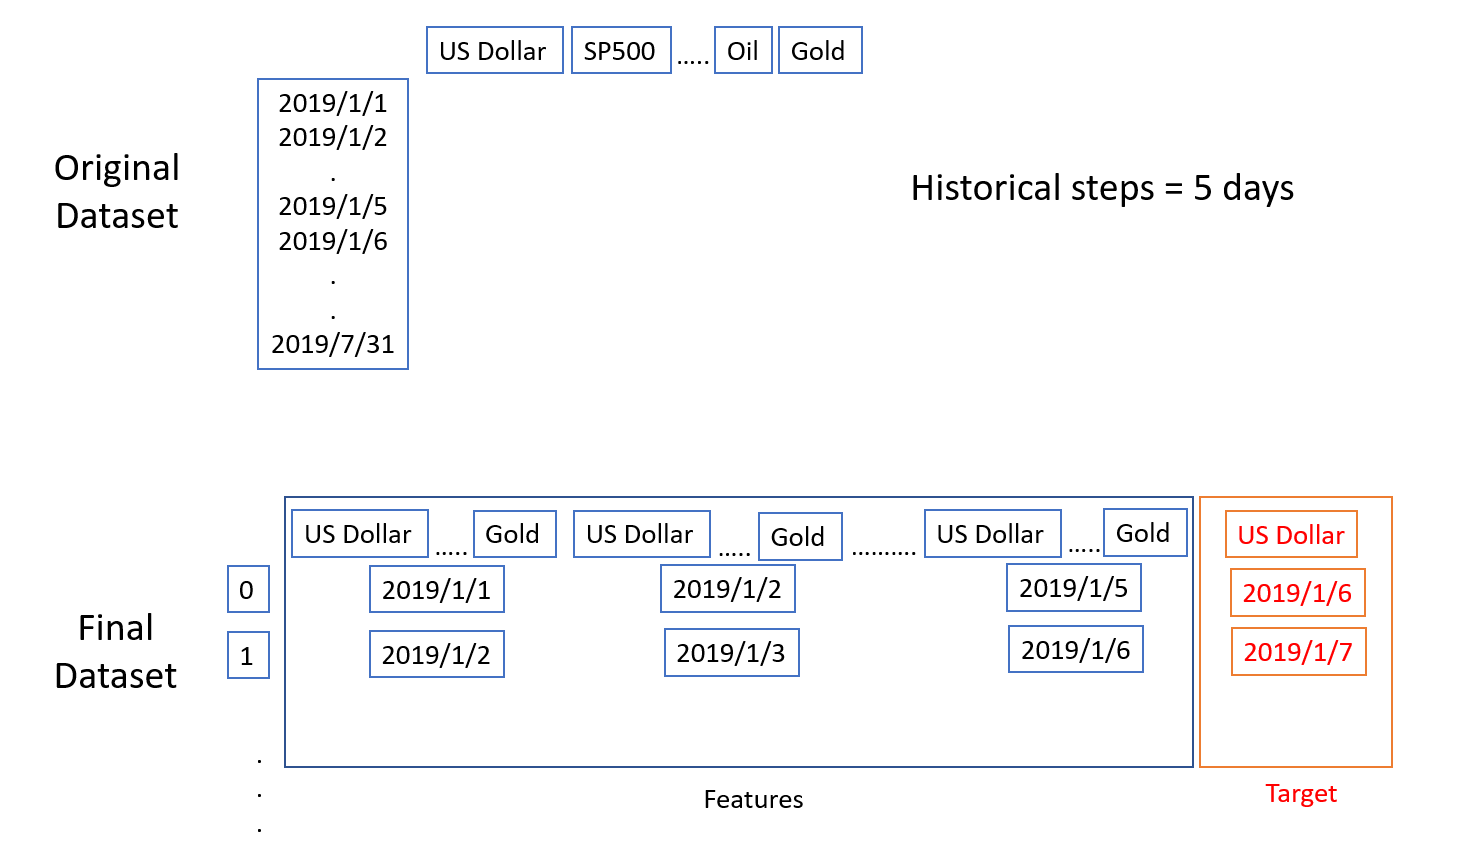 US Dollar SP500 ..... Oil Gold
2019/1/1
2019/1/2
.
2019/1/5
2019/1/6
.
.
2019/7/31
Original
Dataset
Historical steps = 5 days
US Dollar ..... Gold US Dollar ..... Gold .......... US Dollar ..... Gold US Dollar
0 2019/1/1 2019/1/2 2019/1/5 2019/1/6
1 2019/1/2 2019/1/3 2019/1/6 2019/1/7
Final
Dataset
.
.
.
Features
Target